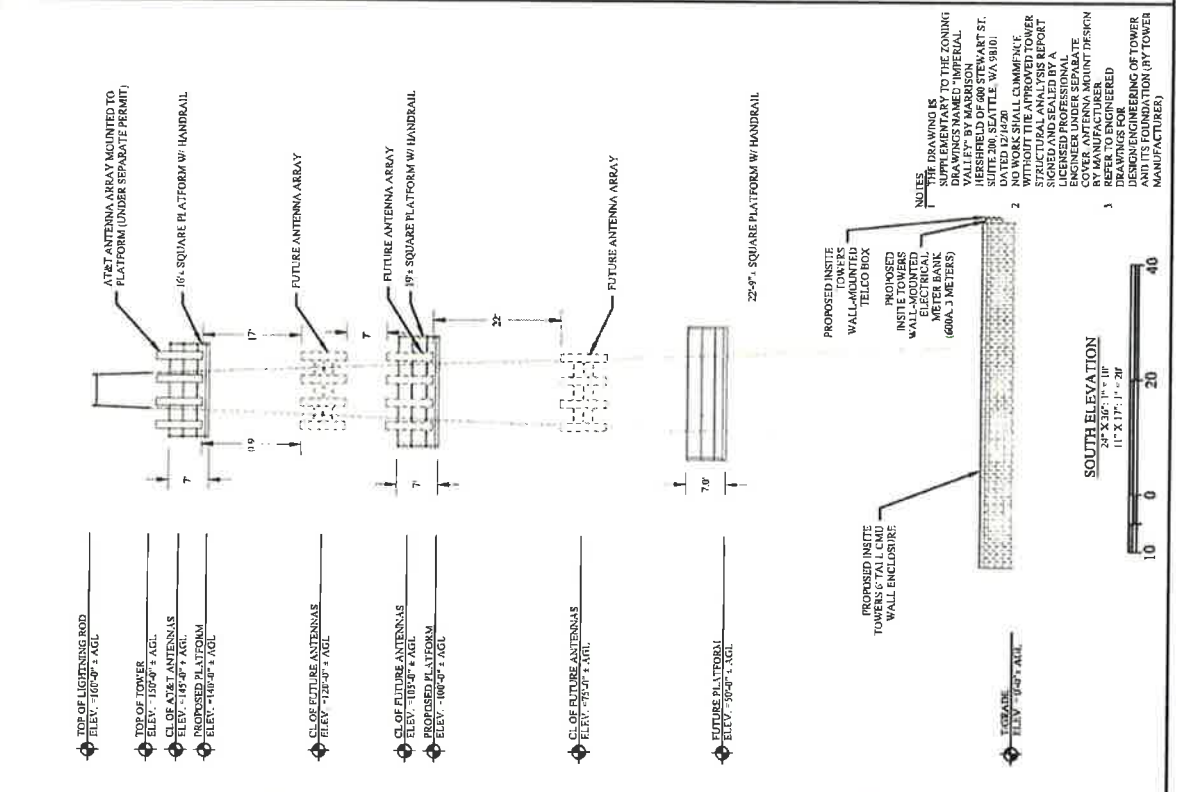 TOP OF LIGHTNING ROD
ELEV. =160'-0" ± AGL
TOP OF TOWER
ELEV. =150'-0" ± AGL
CL OF AT&T ANTENNAS
ELEV. =145'-0" ± AGL
PROPOSED PLATFORM
ELEV. =140'-0" ± AGL
CL OF FUTURE ANTENNAS
ELEV. =120'-0" ± AGL
CL OF FUTURE ANTENNAS
ELEV. =105'-0" ± AGL
PROPOSED PLATFORM
ELEV. =100'-0" ± AGL
CL OF FUTURE ANTENNAS
ELEV. =75'-0" ± AGL
FUTURE PLATFORM
ELEV. =50'-0" ± AGL
T/GRADE
ELEV. = 0'-0" ± AGL
AT&T ANTENNA ARRAY MOUNTED TO
PLATFORM (UNDER SEPARATE PERMIT)
16'± SQUARE PLATFORM W/ HANDRAIL
FUTURE ANTENNA ARRAY
FUTURE ANTENNA ARRAY
19'± SQUARE PLATFORM W/ HANDRAIL
FUTURE ANTENNA ARRAY
22'-9"± SQUARE PLATFORM W/ HANDRAIL
7'
17'
7'
7'
22'
7.0'
PROPOSED INSITE
TOWERS 6' TALL CMU
WALL ENCLOSURE
PROPOSED INSITE
TOWERS
WALL-MOUNTED
TELCO BOX
PROPOSED
INSITE TOWERS
WALL-MOUNTED
ELECTRICAL
METER BANK
(600A, 3 METERS)
NOTES
1 THE DRAWING IS
SUPPLEMENTARY TO THE ZONING
DRAWINGS NAMED "IMPERIAL
VALLEY" BY MARRISON
HERSHFIELD OF 600 STEWART ST.
SUITE 200, SEATTLE, WA 98101
DATED 12/14/20
2 NO WORK SHALL COMMENCE
WITHOUT THE APPROVED TOWER
STRUCTURAL ANALYSIS REPORT
SIGNED AND SEALED BY A
LICENSED PROFESSIONAL
ENGINEER UNDER SEPARATE
COVER. ANTENNA MOUNT DESIGN
BY MANUFACTURER
3 REFER TO ENGINEERED
DRAWINGS FOR
DESIGN/ENGINEERING OF TOWER
AND ITS FOUNDATION (BY TOWER
MANUFACTURER)
SOUTH ELEVATION
24" X 36": 1" = 10'
11" X 17": 1" = 20'
10 0 20 40